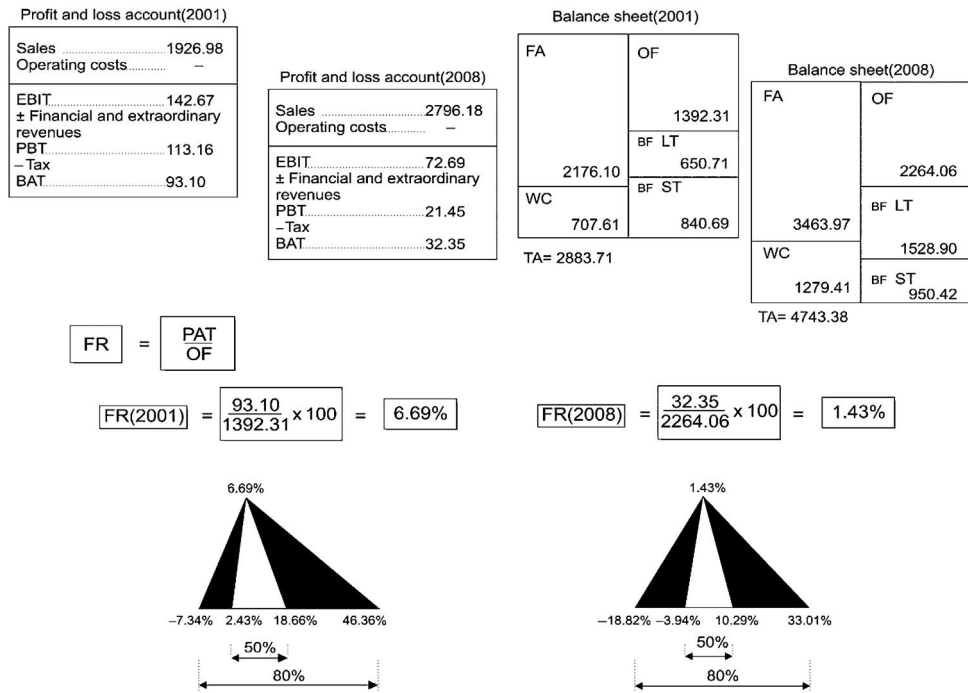 Profit and loss account(2001)
Sales 1926.98
Operating costs –
EBIT 142.67
± Financial and extraordinary
revenues
PBT 113.16
–Tax
BAT 93.10
Profit and loss account(2008)
Sales 2796.18
Operating costs –
EBIT 72.69
± Financial and extraordinary
revenues
PBT 21.45
–Tax
BAT 32.35
Balance sheet(2001)
FA
2176.10
WC
707.61
OF
1392.31
BF LT
650.71
BF ST
840.69
TA= 2883.71
Balance sheet(2008)
FA
3463.97
WC
1279.41
OF
2264.06
BF LT
1528.90
BF ST
950.42
TA= 4743.38
FR = PAT
OF
FR(2001) = 93.10
1392.31 x 100 = 6.69%
FR(2008) = 32.35
2264.06 x 100 = 1.43%
6.69%
–7.34% 2.43% 18.66% 46.36%
50%
80%
1.43%
–18.82% –3.94% 10.29% 33.01%
50%
80%